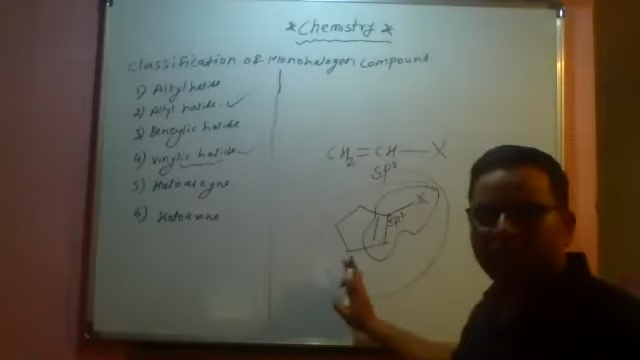 * Chemistry *
Classification of Monohalogen Compound
1) Alkyl halide
2) Allyl halide
3) Benzylic halide
4) Vinylic halide
5) Haloalkyne
6) Haloarene
CH2=CH—X
sp2
X
sp2